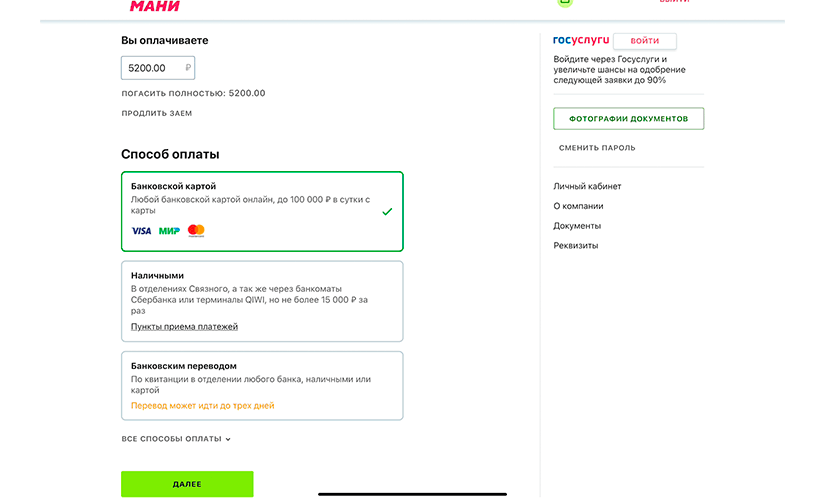 МАНИ
Вы оплачиваете
5200.00 ₽
ПОГАСИТЬ ПОЛНОСТЬЮ: 5200.00
ПРОДЛИТЬ ЗАЕМ
Способ оплаты
Банковской картой
Любой банковской картой онлайн, до 100 000 ₽ в сутки с
карты
VISA МИР
Наличными
В отделениях Связного, а так же через банкоматы
Сбербанка или терминалы QIWI, но не более 15 000 ₽ за
раз
Пункты приема платежей
Банковским переводом
По квитанции в отделении любого банка, наличными или
картой
Перевод может идти до трех дней
ВСЕ СПОСОБЫ ОПЛАТЫ
ДАЛЕЕ
госуслуги ВОЙТИ
Войдите через Госуслуги и
увеличьте шансы на одобрение
следующей заявки до 90%
ФОТОГРАФИИ ДОКУМЕНТОВ
СМЕНИТЬ ПАРОЛЬ
Личный кабинет
О компании
Документы
Реквизиты